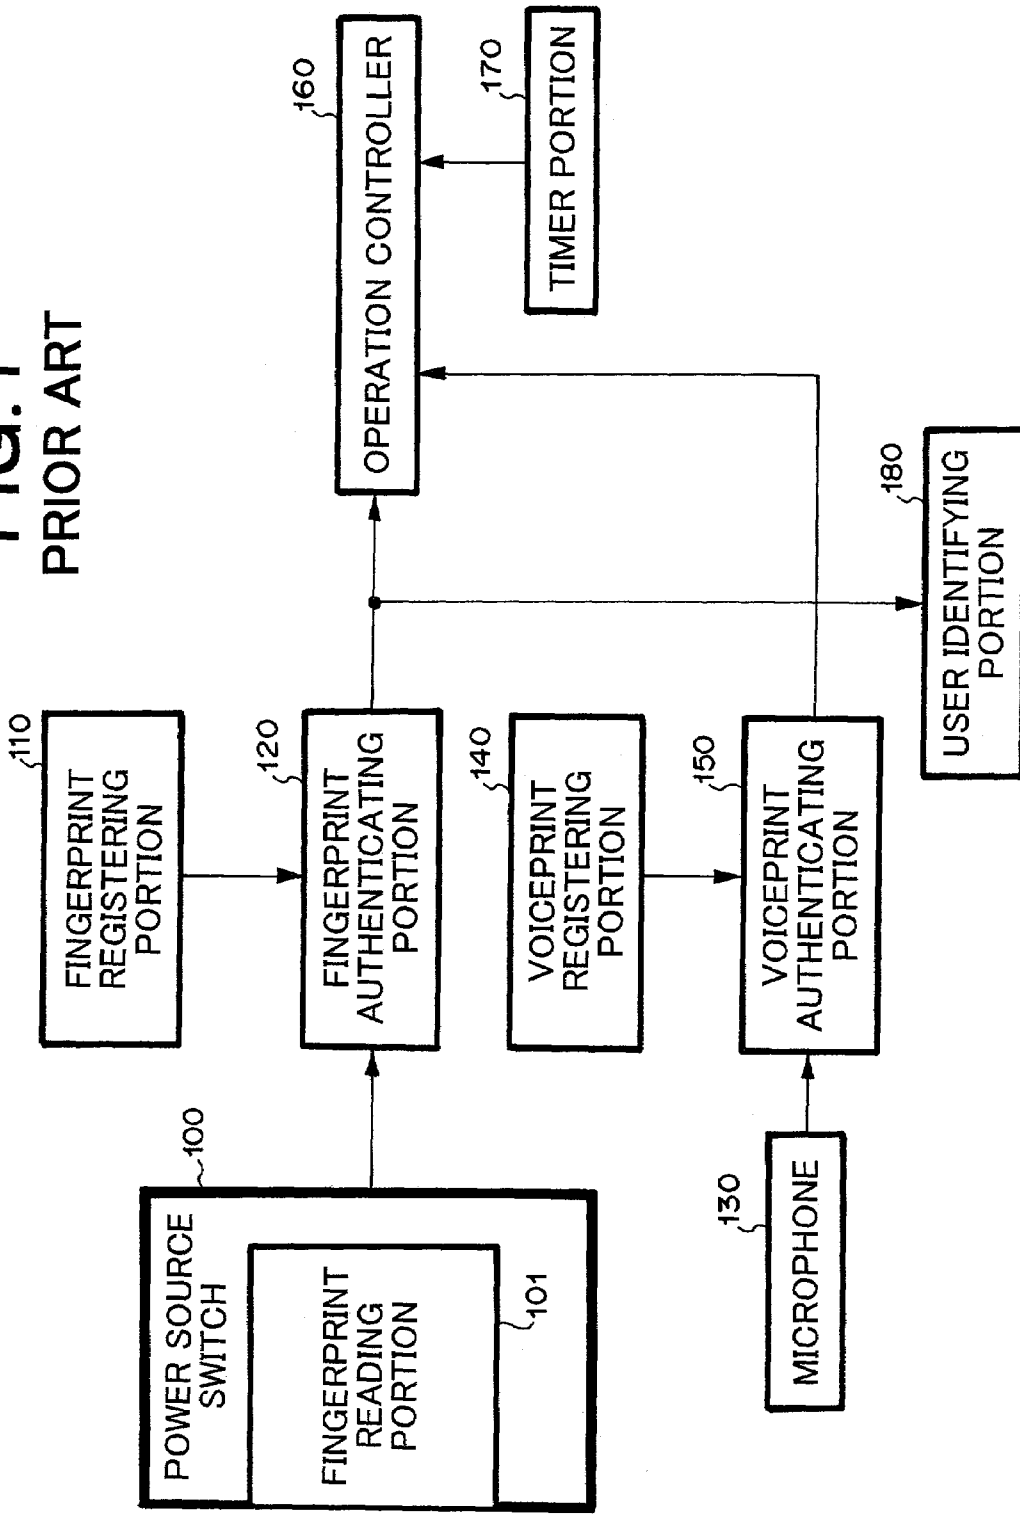 FIG. 1
PRIOR ART
110
FINGERPRINT
REGISTERING
PORTION
100
POWER SOURCE
SWITCH
FINGERPRINT
READING
PORTION
101
120
FINGERPRINT
AUTHENTICATING
PORTION
160
OPERATION CONTROLLER
170
TIMER PORTION
140
VOICEPRINT
REGISTERING
PORTION
130
MICROPHONE
150
VOICEPRINT
AUTHENTICATING
PORTION
180
USER IDENTIFYING
PORTION